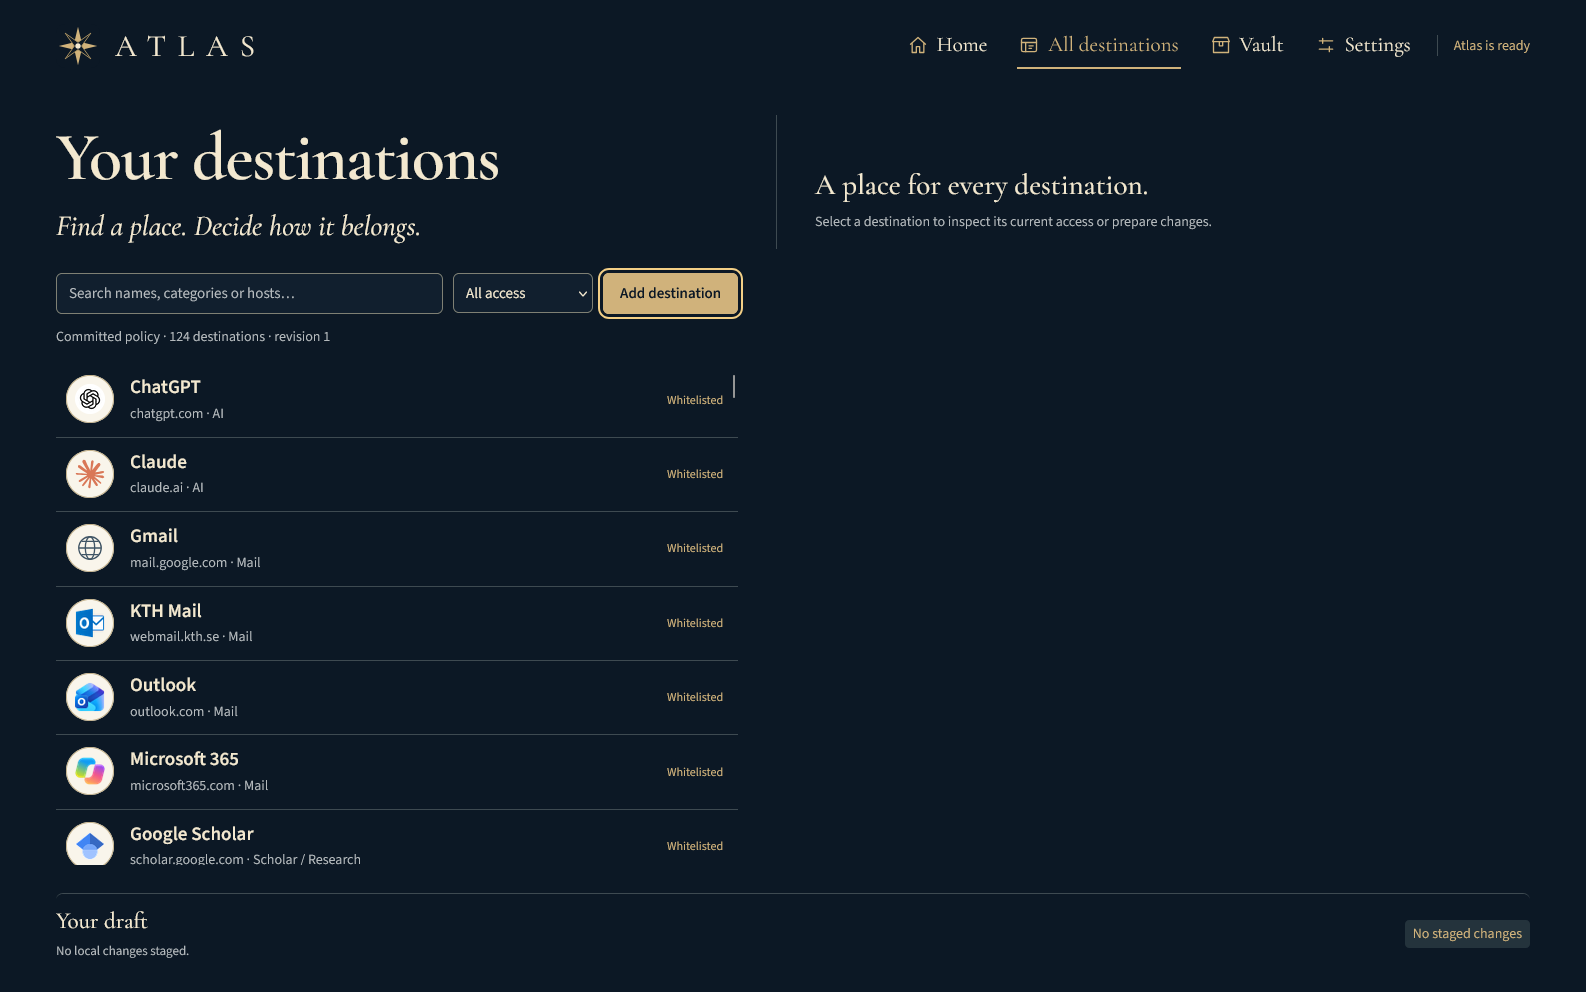 ATLAS
Home
All destinations
Vault
Settings
Atlas is ready
Your destinations
Find a place. Decide how it belongs.
Search names, categories or hosts…
All access
Add destination
Committed policy · 124 destinations · revision 1
A place for every destination.
Select a destination to inspect its current access or prepare changes.
ChatGPT
chatgpt.com · AI
Whitelisted
Claude
claude.ai · AI
Whitelisted
Gmail
mail.google.com · Mail
Whitelisted
KTH Mail
webmail.kth.se · Mail
Whitelisted
Outlook
outlook.com · Mail
Whitelisted
Microsoft 365
microsoft365.com · Mail
Whitelisted
Google Scholar
scholar.google.com · Scholar / Research
Whitelisted
Your draft
No local changes staged.
No staged changes